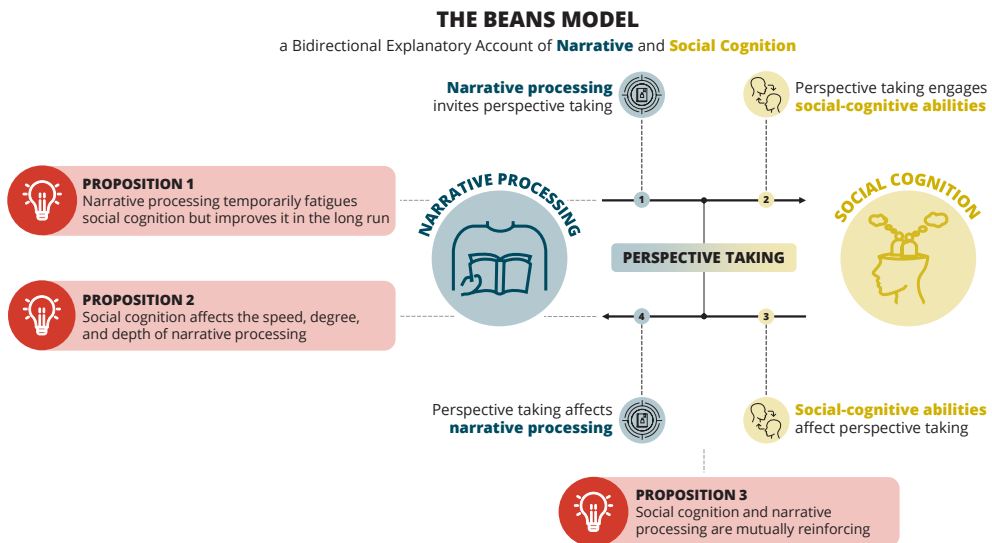 THE BEANS MODEL
a Bidirectional Explanatory Account of Narrative and Social Cognition
Narrative processing
invites perspective taking
Perspective taking engages
social-cognitive abilities
PROPOSITION 1
Narrative processing temporarily fatigues
social cognition but improves it in the long run
NARRATIVE PROCESSING
1
2
SOCIAL COGNITION
PERSPECTIVE TAKING
PROPOSITION 2
Social cognition affects the speed, degree,
and depth of narrative processing
4
3
Perspective taking affects
narrative processing
Social-cognitive abilities
affect perspective taking
PROPOSITION 3
Social cognition and narrative
processing are mutually reinforcing